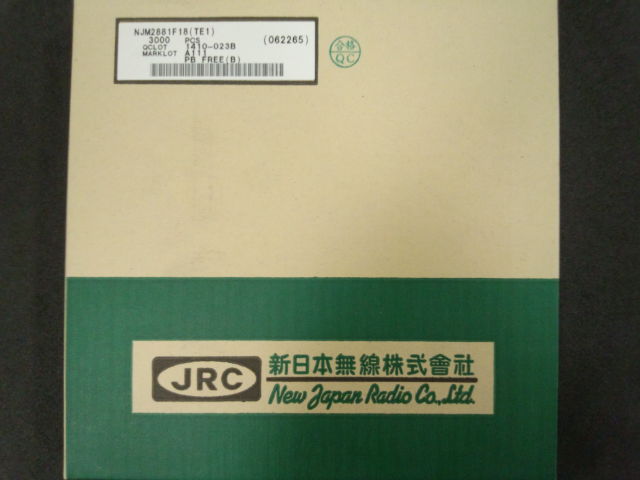 NJM2881F18(TE1)
3000 PCS (062265)
QCLOT 1410-023B
MARKLOT A111
PB FREE(B)
合格
QC
JRC
新日本無線株式會社
New Japan Radio Co.,Ltd.